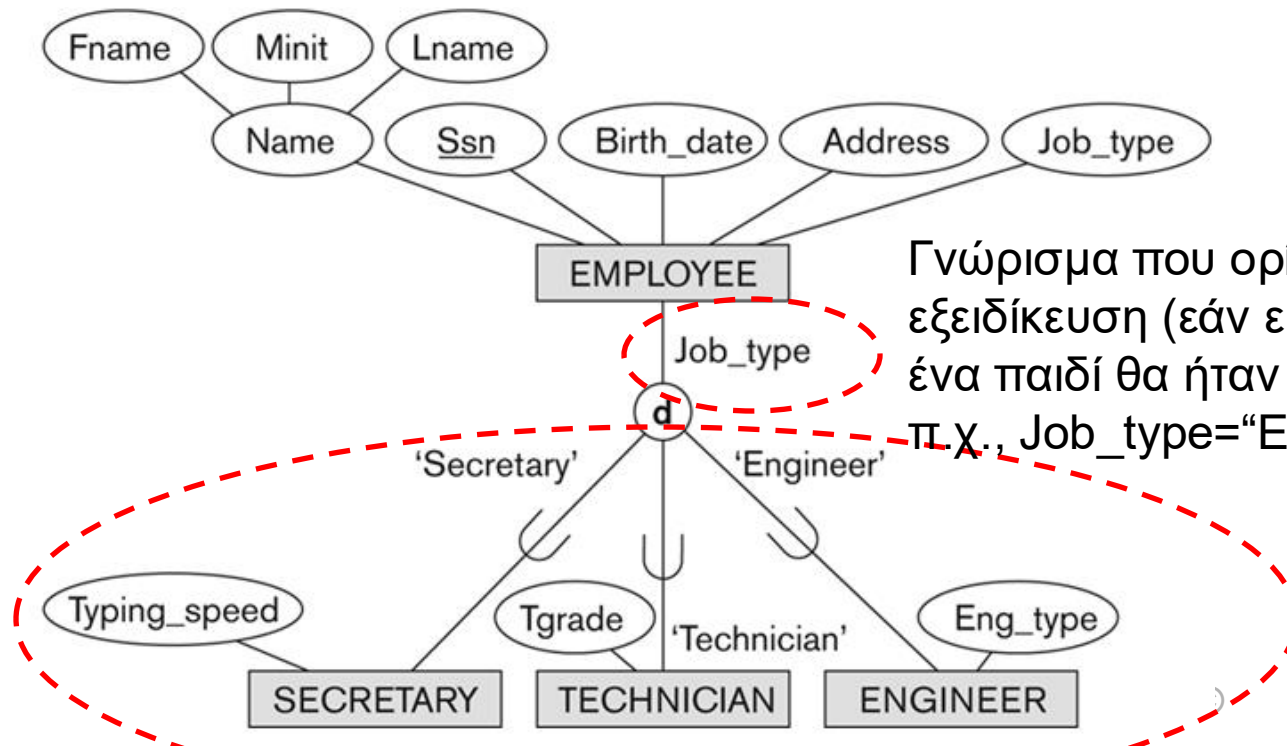 Fname Minit Lname
Name Ssn Birth_date Address Job_type
EMPLOYEE
Γνώρισμα που
εξειδίκευση (εάν
ένα παιδί θα ήταν
π.χ., Job_type=“
Job_type
d
‘Secretary’ ‘Engineer’
Typing_speed Tgrade ‘Technician’ Eng_type
SECRETARY TECHNICIAN ENGINEER